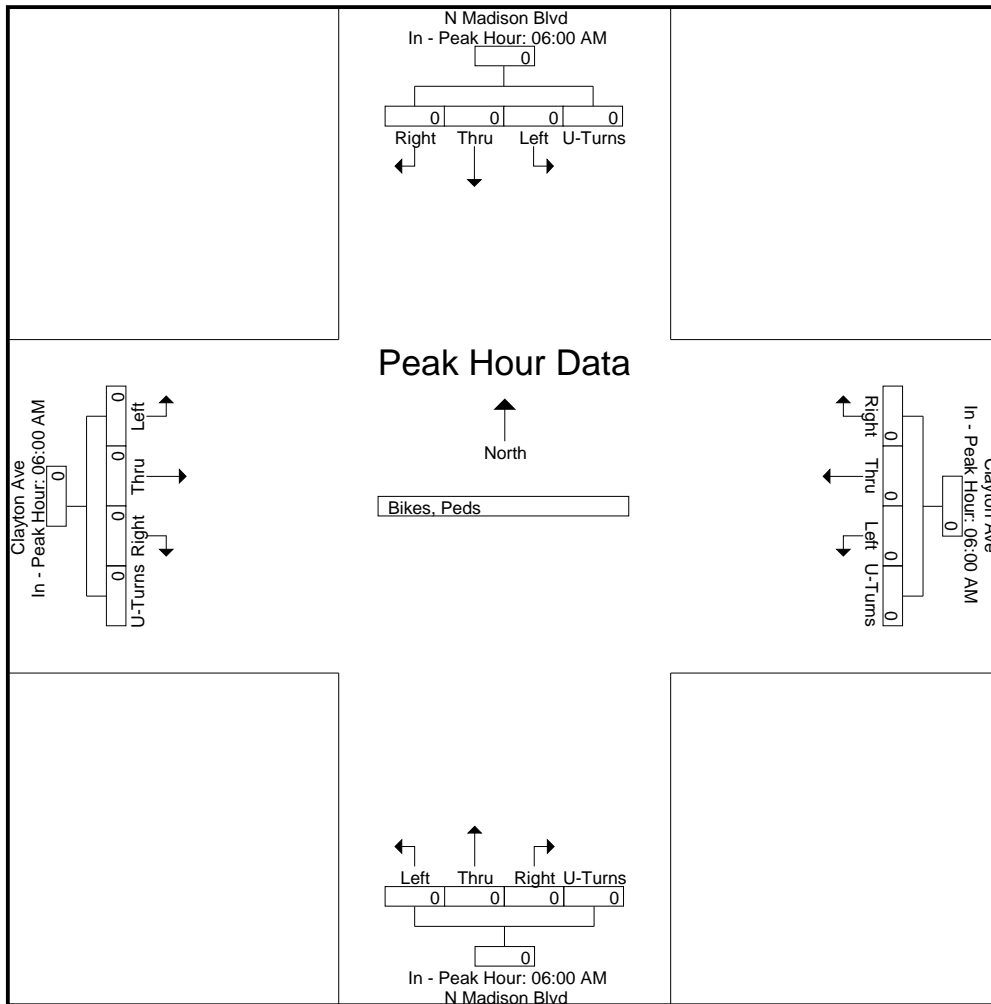 N Madison Blvd
In - Peak Hour: 06:00 AM
0
0 0 0 0
Right Thru Left U-Turns
Peak Hour Data
North
Bikes, Peds
Clayton Ave
In - Peak Hour: 06:00 AM
0
0 0 0 0
Left Thru Right U-Turns
Clayton Ave
In - Peak Hour: 06:00 AM
0
0 0 0 0
Right Thru Left U-Turns
Left Thru Right U-Turns
0 0 0 0
0
In - Peak Hour: 06:00 AM
N Madison Blvd